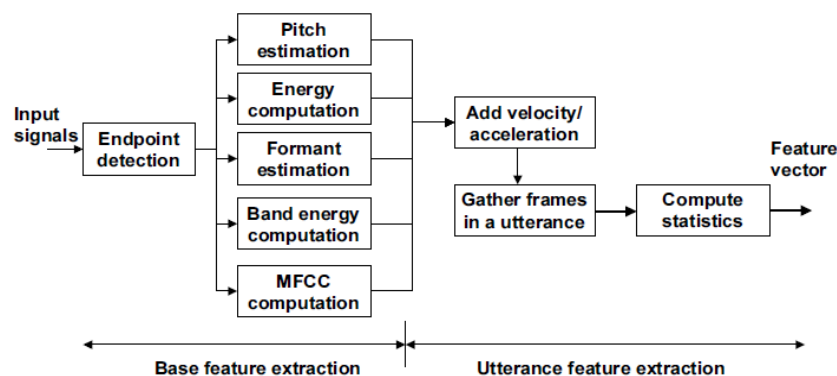 Input
signals
Endpoint
detection
Pitch
estimation
Energy
computation
Formant
estimation
Band energy
computation
MFCC
computation
Add velocity/
acceleration
Gather frames
in a utterance
Compute
statistics
Feature
vector
Base feature extraction
Utterance feature extraction